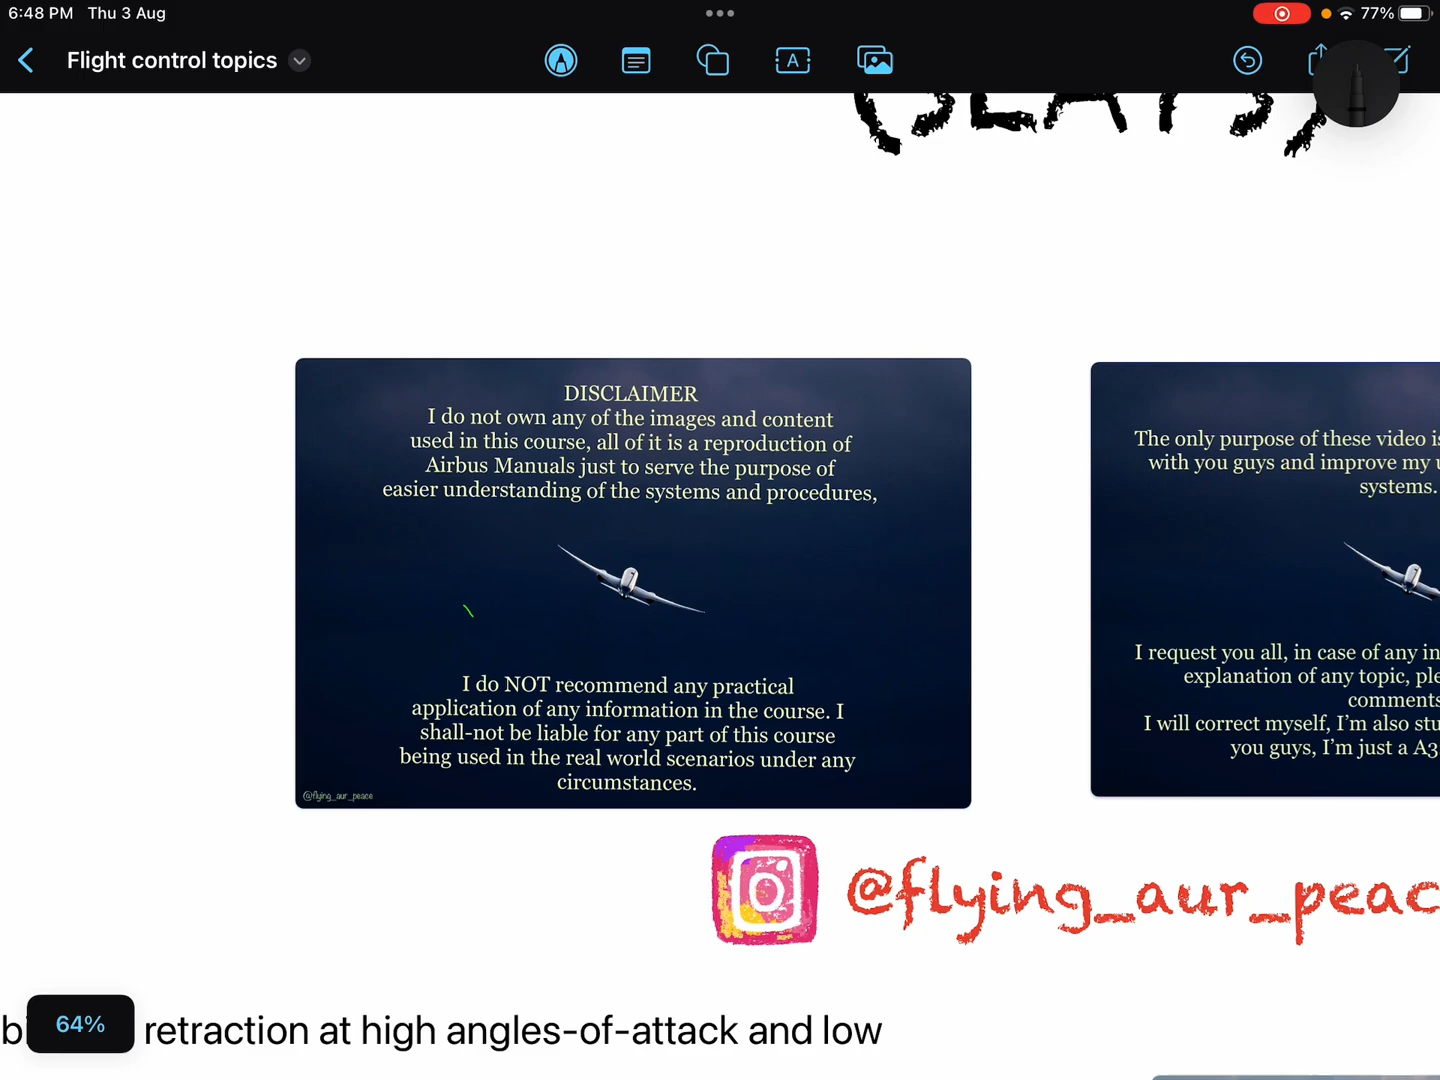 6:48 PM Thu 3 Aug
77%
Flight control topics
A
(SLATS)
DISCLAIMER
I do not own any of the images and content
used in this course, all of it is a reproduction of
Airbus Manuals just to serve the purpose of
easier understanding of the systems and procedures,
I do NOT recommend any practical
application of any information in the course. I
shall-not be liable for any part of this course
being used in the real world scenarios under any
circumstances.
@flying_aur_peace
The only purpose of these video is
with you guys and improve my
systems.
I request you all, in case of any
explanation of any topic,
comments
I will correct myself, I'm also
you guys, I'm just a
@flying_aur_peac
64%
retraction at high angles-of-attack and low